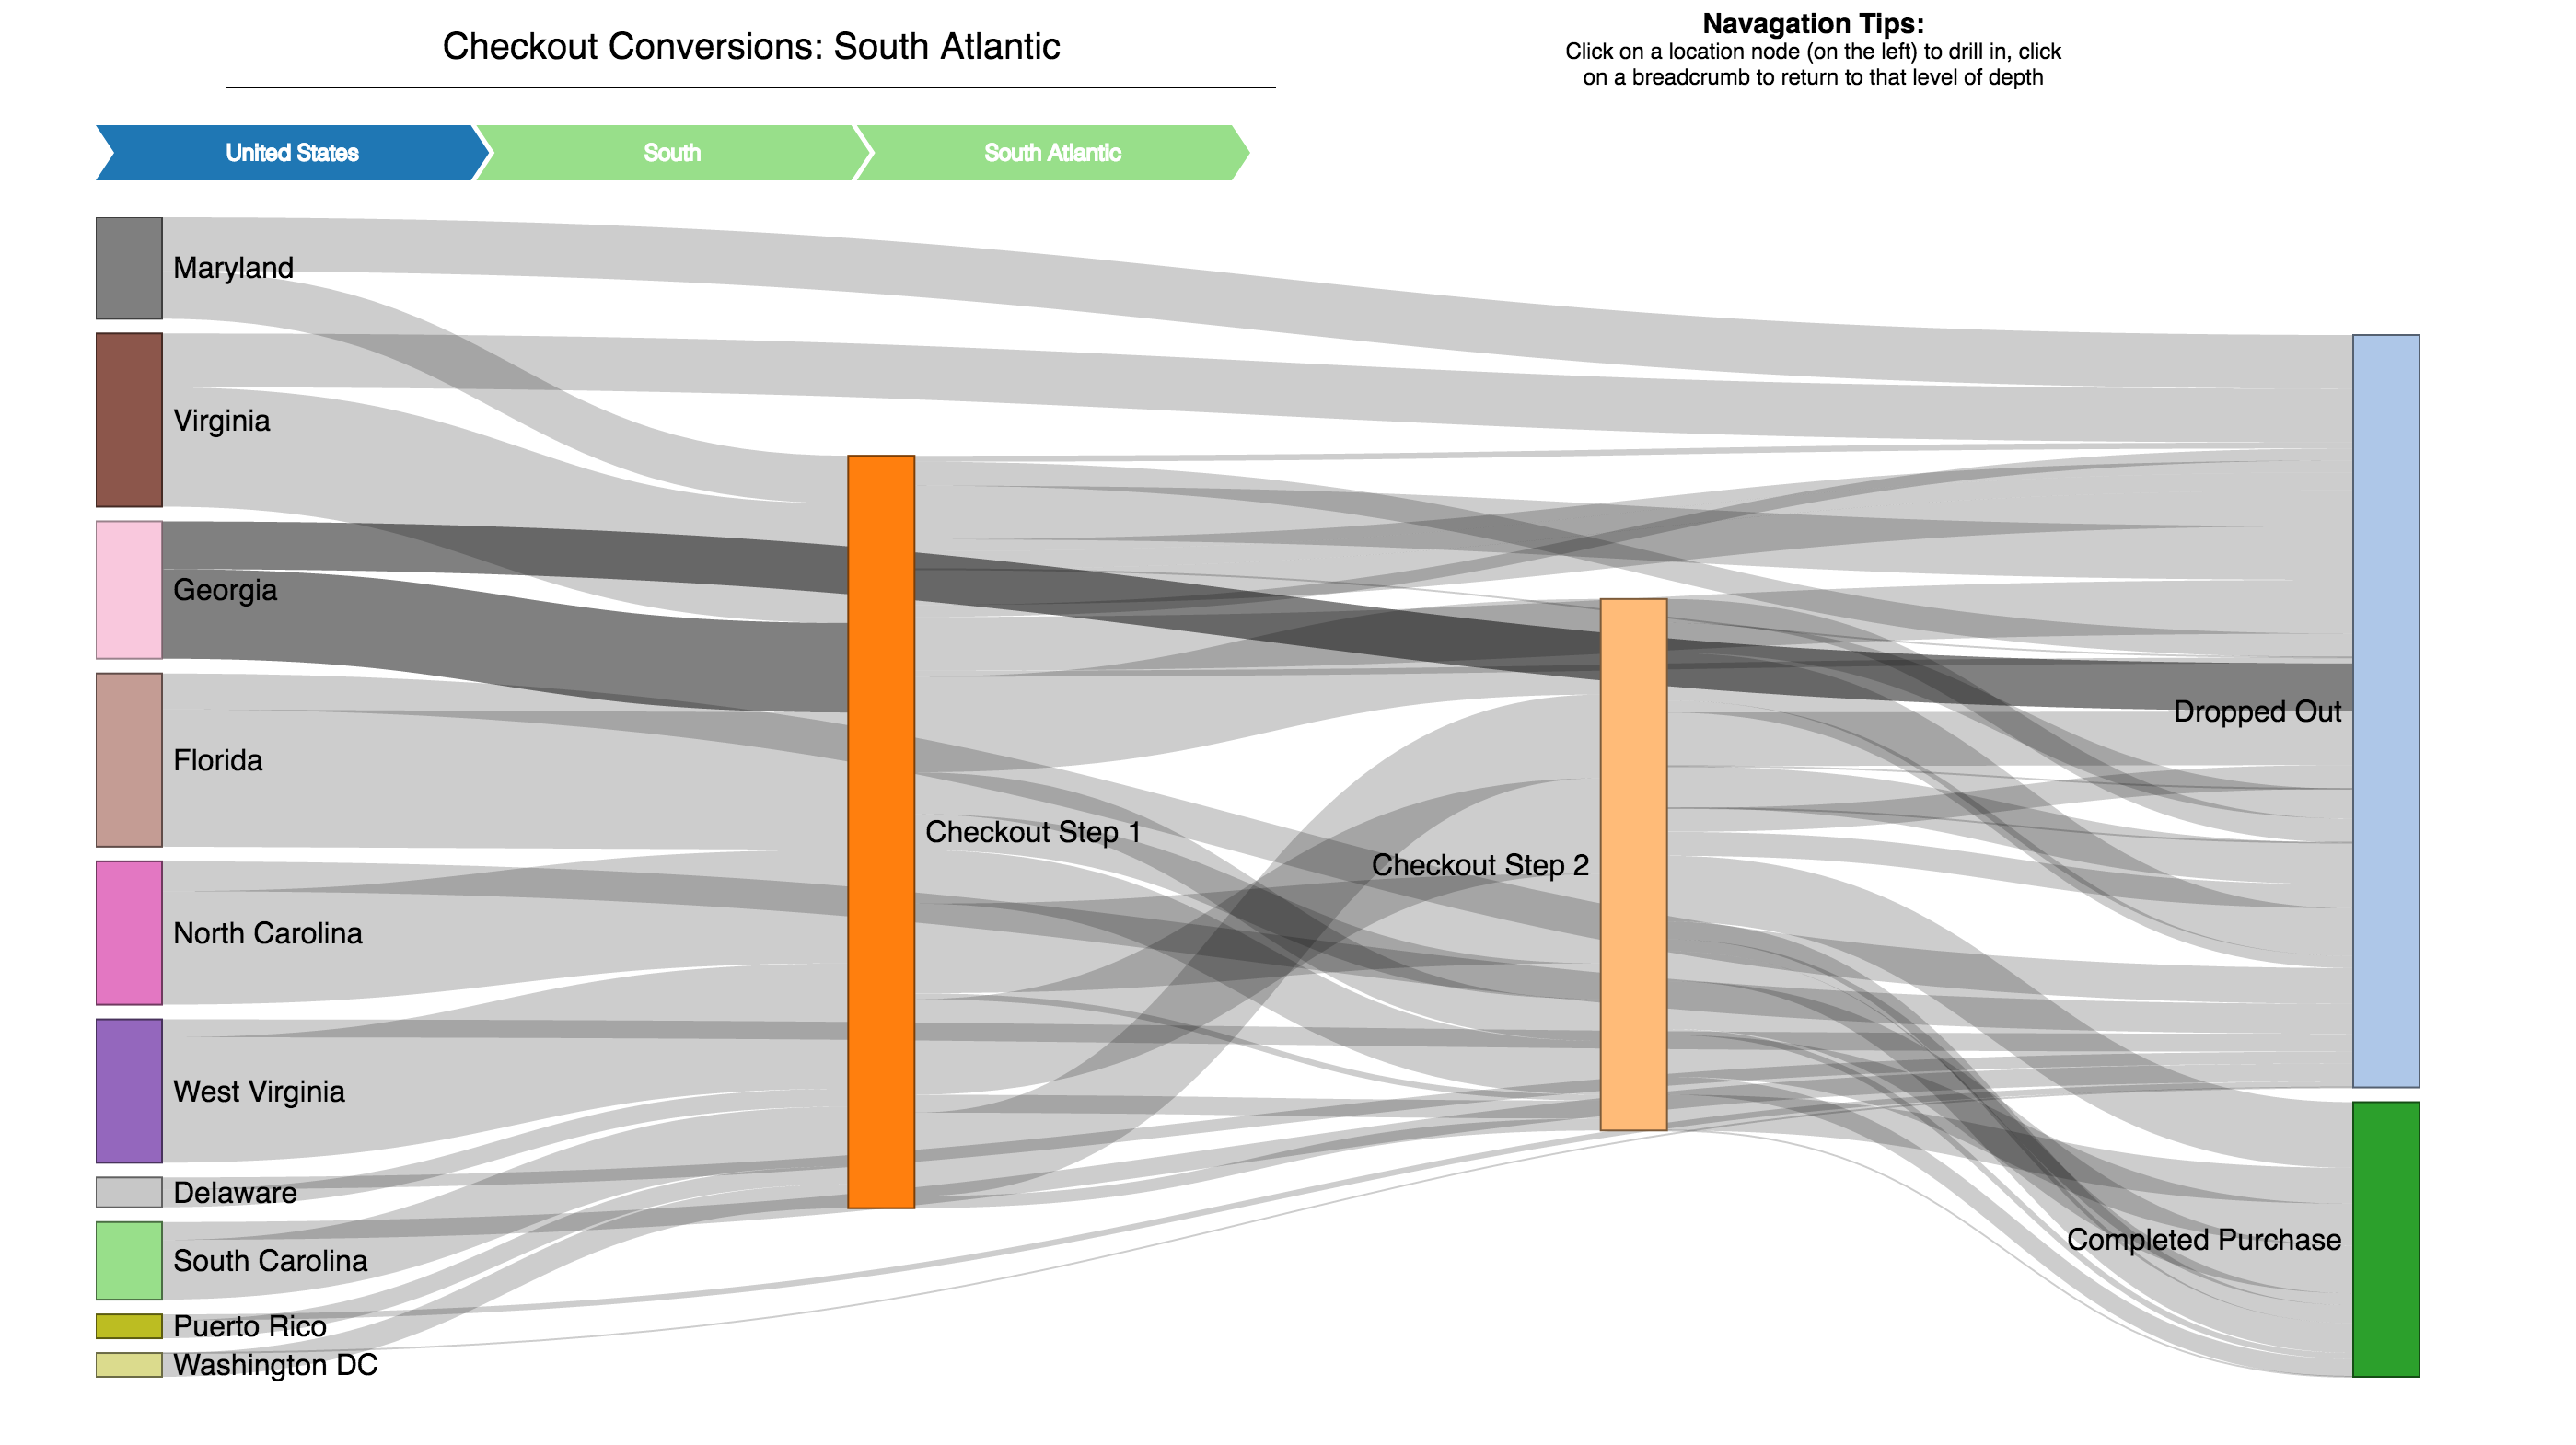 Checkout Conversions: South Atlantic
Navagation Tips:
Click on a location node (on the left) to drill in, click
on a breadcrumb to return to that level of depth
United States
South
South Atlantic
Maryland
Virginia
Georgia
Florida
North Carolina
West Virginia
Delaware
South Carolina
Puerto Rico
Washington DC
Checkout Step 1
Checkout Step 2
Dropped Out
Completed Purchase